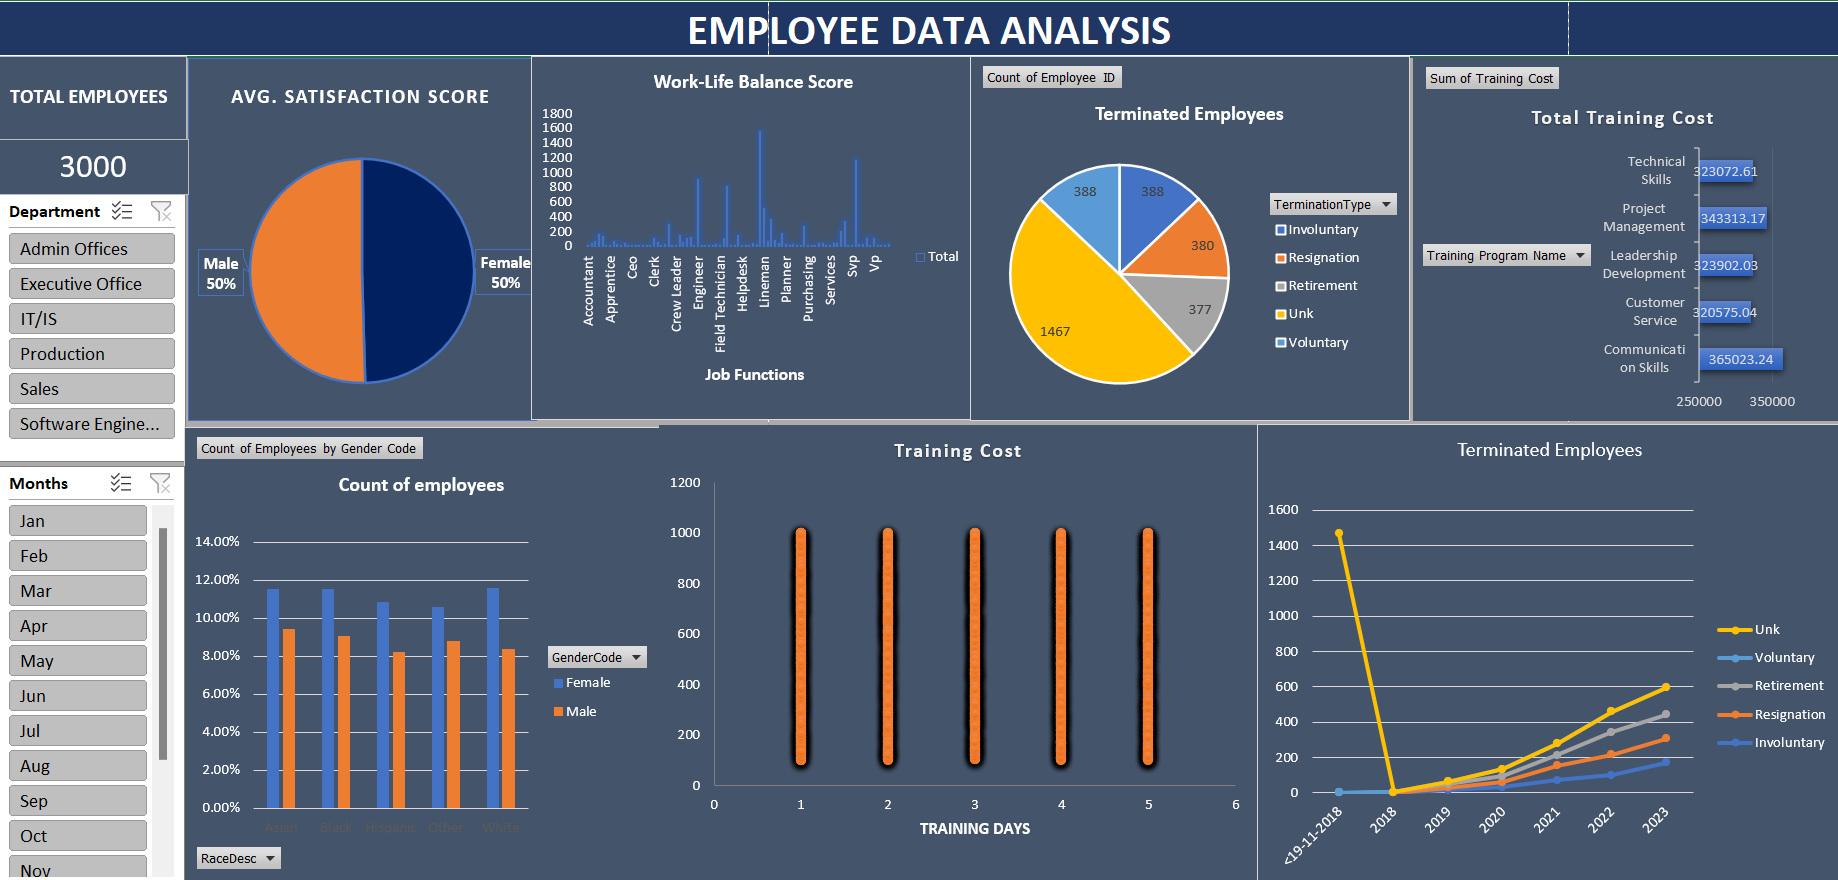 EMPLOYEE DATA ANALYSIS
TOTAL EMPLOYEES
3000
Department
Admin Offices
Executive Office
IT/IS
Production
Sales
Software Engine...
Months
Jan
Feb
Mar
Apr
May
Jun
Jul
Aug
Sep
Oct
Nov
AVG. SATISFACTION SCORE
Male
50%
Female
50%
Work-Life Balance Score
1800
1600
1400
1200
1000
800
600
400
200
0
Accountant
Apprentice
Ceo
Clerk
Crew Leader
Engineer
Field Technician
Helpdesk
Lineman
Planner
Purchasing
Services
Svp
Vp
Total
Job Functions
Count of Employee ID
Terminated Employees
388
388
380
377
1467
TerminationType
Involuntary
Resignation
Retirement
Unk
Voluntary
Sum of Training Cost
Total Training Cost
Training Program Name
Technical
Skills
323072.61
Project
Management
343313.17
Leadership
Development
323902.03
Customer
Service
320575.04
Communicati
on Skills
365023.24
250000
350000
Count of Employees by Gender Code
Count of employees
14.00%
12.00%
10.00%
8.00%
6.00%
4.00%
2.00%
0.00%
Asian
Black
Hispanic
Other
White
GenderCode
Female
Male
RaceDesc
Training Cost
1200
1000
800
600
400
200
0
0
1
2
3
4
5
6
TRAINING DAYS
Terminated Employees
1600
1400
1200
1000
800
600
400
200
0
<19-11-2018
2018
2019
2020
2021
2022
2023
Unk
Voluntary
Retirement
Resignation
Involuntary